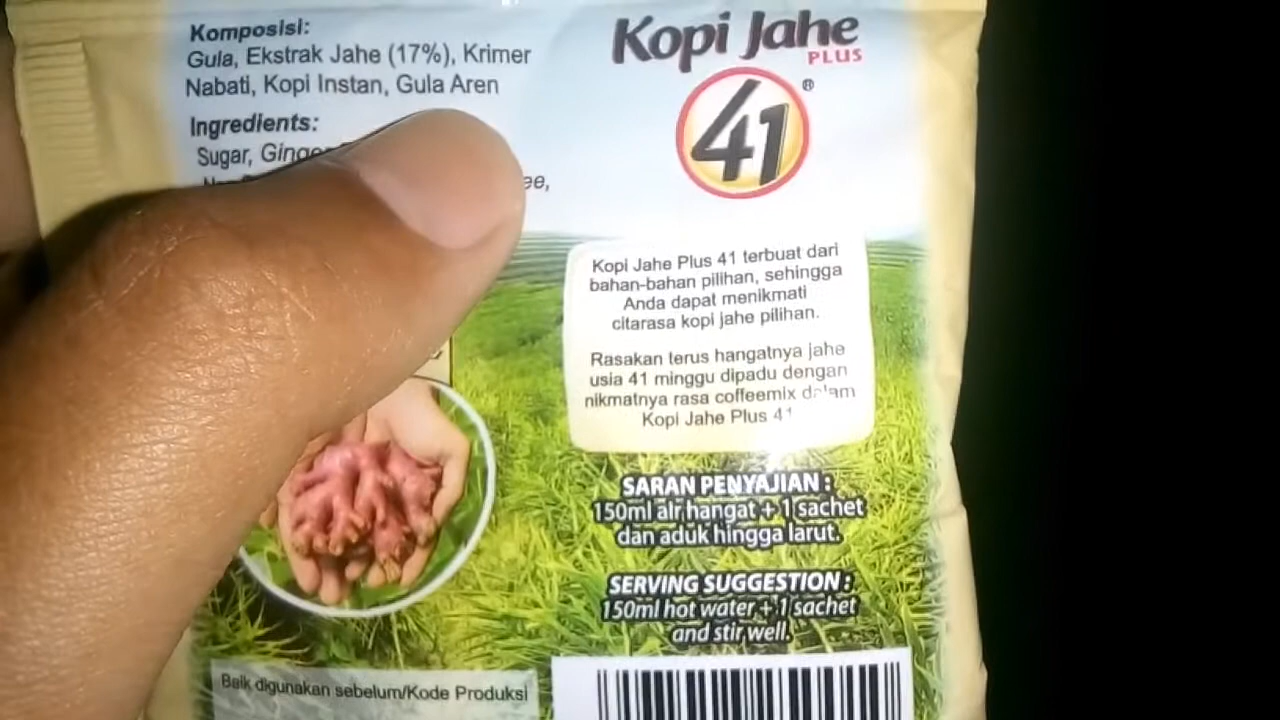 Komposisi:
Gula, Ekstrak Jahe (17%), Krimer
Nabati, Kopi Instan, Gula Aren
Ingredients:
Sugar, Ginger
Kopi Jahe
PLUS
41
®
Kopi Jahe Plus 41 terbuat dari
bahan-bahan pilihan, sehingga
Anda dapat menikmati
citarasa kopi jahe pilihan.
Rasakan terus hangatnya jahe
usia 41 minggu dipadu dengan
nikmatnya rasa coffeemix dalam
Kopi Jahe Plus 41
SARAN PENYAJIAN :
150ml air hangat + 1 sachet
dan aduk hingga larut.
SERVING SUGGESTION :
150ml hot water + 1 sachet
and stir well.
Baik digunakan sebelum/Kode Produksi